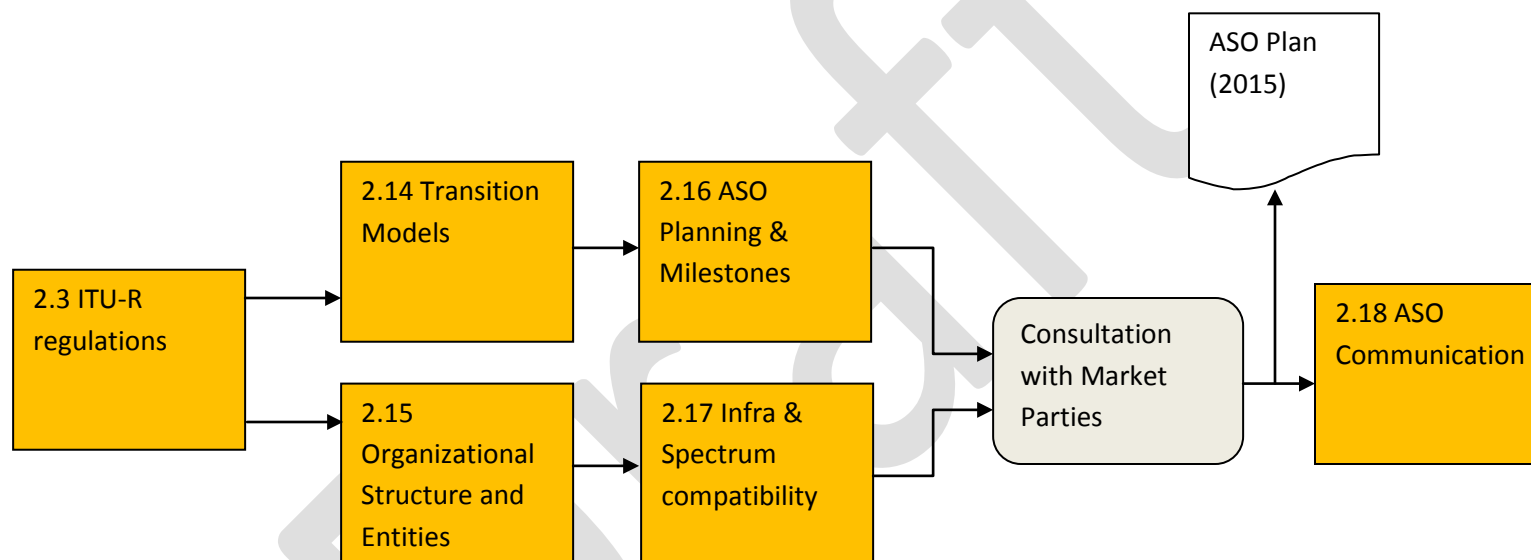 ASO Plan
(2015)
2.14 Transition
Models
2.16 ASO
Planning &
Milestones
2.3 ITU-R
regulations
Consultation
with Market
Parties
2.18 ASO
Communication
2.15
Organizational
Structure and
Entities
2.17 Infra &
Spectrum
compatibility